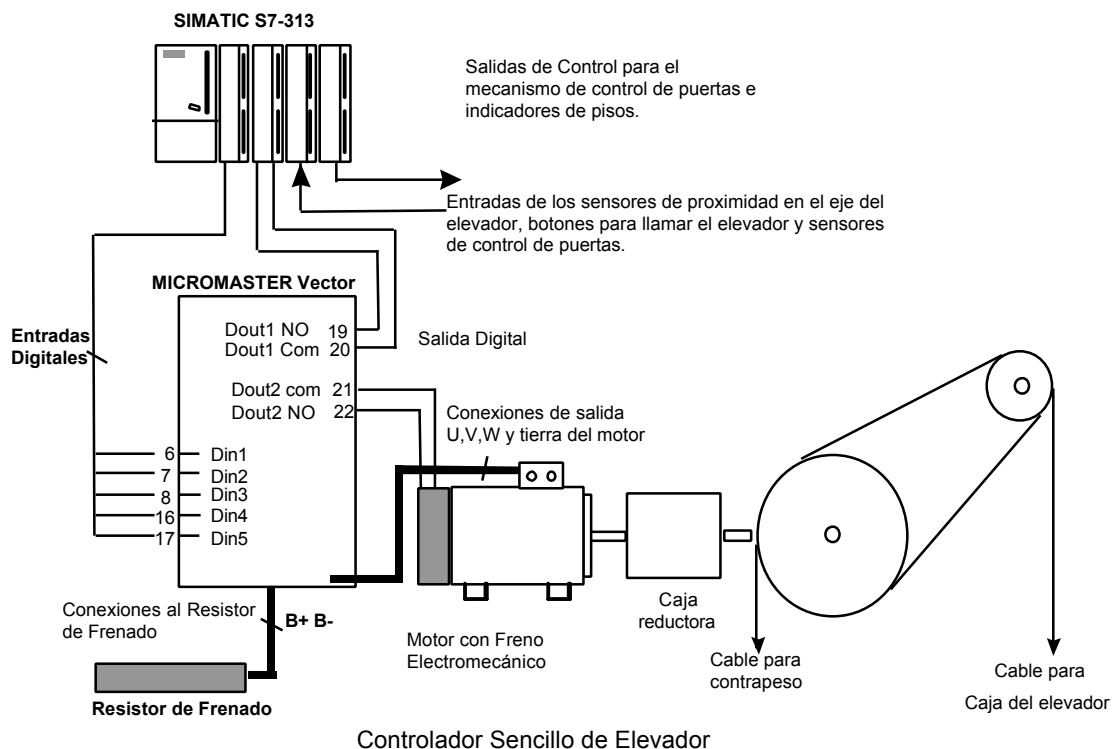 SIMATIC S7-313
Salidas de Control para el
mecanismo de control de puertas e
indicadores de pisos.
Entradas de los sensores de proximidad en el eje del
elevador, botones para llamar el elevador y sensores
de control de puertas.
MICROMASTER Vector
Entradas
Digitales
Dout1 NO 19
Dout1 Com 20
Salida Digital
Dout2 com 21
Dout2 NO 22
Conexiones de salida
U,V,W y tierra del motor
6 Din1
7 Din2
8 Din3
16 Din4
17 Din5
Conexiones al Resistor
de Frenado
B+ B-
Resistor de Frenado
Motor con Freno
Electromecánico
Caja
reductora
Cable para
contrapeso
Cable para
Caja del elevador
Controlador Sencillo de Elevador